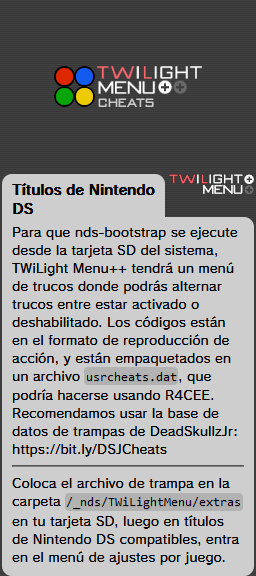 TWiLIGHT
MENU++
CHEATS
Títulos de Nintendo
DS
TWiLIGHT
MENU++
Para que nds-bootstrap se ejecute
desde la tarjeta SD del sistema,
TWiLight Menu++ tendrá un menú
de trucos donde podrás alternar
trucos entre estar activado o
deshabilitado. Los códigos están
en el formato de reproducción de
acción, y están empaquetados en
un archivo usrcheats.dat, que
podría hacerse usando R4CEE.
Recomendamos usar la base de
datos de trampas de DeadSkullzJr:
https://bit.ly/DSJCheats
Coloca el archivo de trampa en la
carpeta /_nds/TWiLightMenu/extras
en tu tarjeta SD, luego en títulos
de Nintendo DS compatibles, entra
en el menú de ajustes por juego.